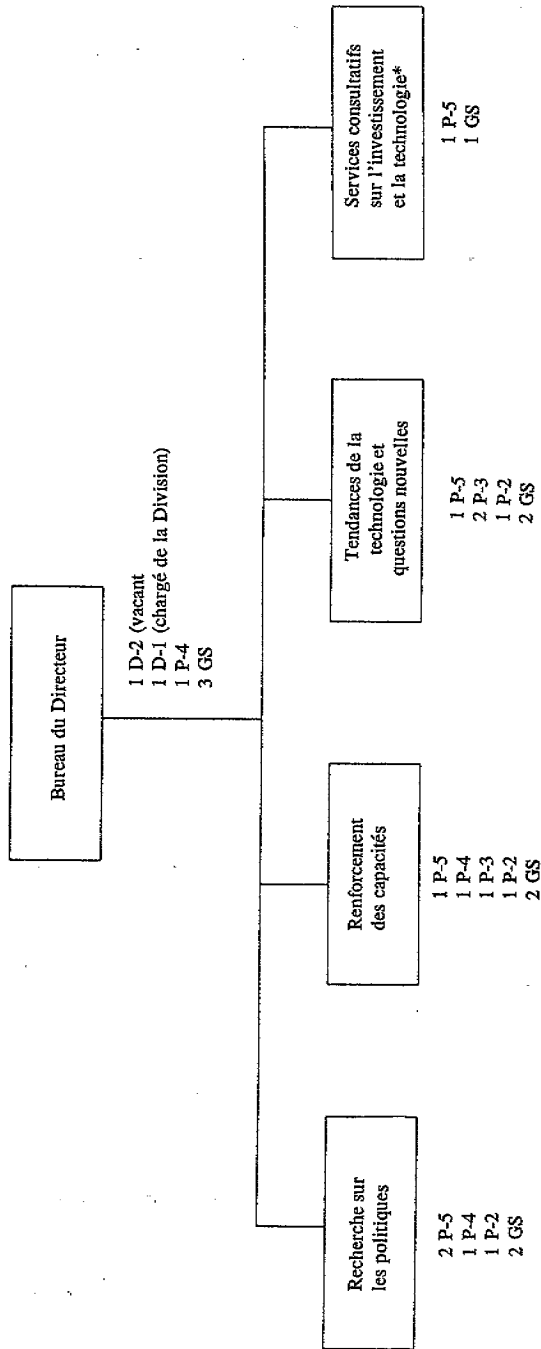 Bureau du Directeur
1 D-2 (vacant
1 D-1 (chargé de la Division)
1 P-4
3 GS
Recherche sur
les politiques
2 P-5
1 P-4
1 P-2
2 GS
Renforcement
des capacités
1 P-5
1 P-4
1 P-3
1 P-2
2 GS
Tendances de la
technologie et
questions nouvelles
1 P-5
2 P-3
1 P-2
2 GS
Services consultatifs
sur l'investissement
et la technologie*
1 P-5
1 GS